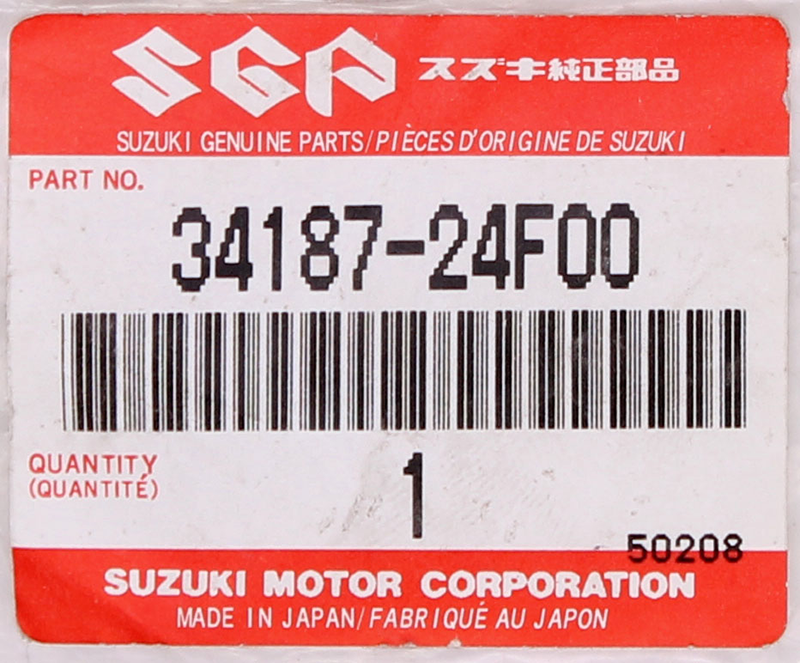 SGP スズキ純正部品
SUZUKI GENUINE PARTS/PIÈCES D'ORIGINE DE SUZUKI
PART NO.
34187-24F00
QUANTITY
(QUANTITÉ)
1
50208
SUZUKI MOTOR CORPORATION
MADE IN JAPAN/FABRIQUÉ AU JAPON